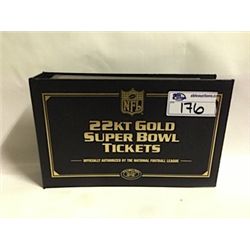 NFL
176
22KT GOLD
SUPER BOWL
TICKETS
OFFICIALLY AUTHORIZED BY THE NATIONAL FOOTBALL LEAGUE